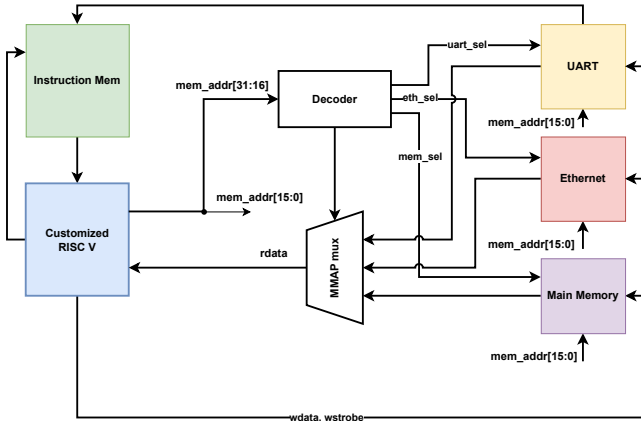 uart_sel
Instruction Mem
UART
mem_addr[31:16]
Decoder
eth_sel
mem_addr[15:0]
mem_sel
Ethernet
mem_addr[15:0]
Customized
RISC V
mem_addr[15:0]
rdata
MMAP mux
Main Memory
mem_addr[15:0]
wdata, wstrobe